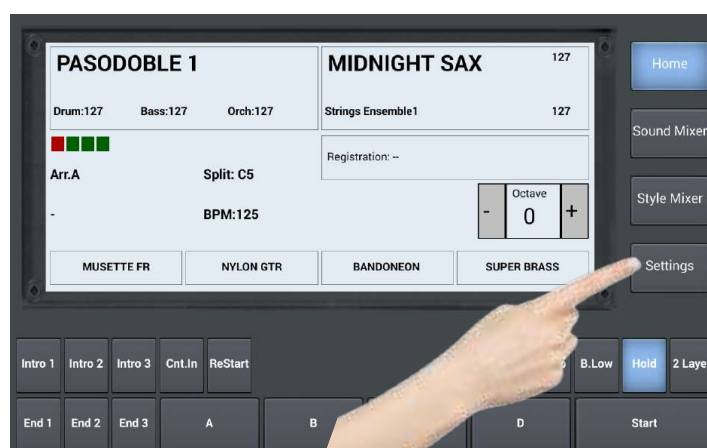 PASODOBLE 1
Drum:127 Bass:127 Orch:127
MIDNIGHT SAX 127
Strings Ensemble1 127
Home
Sound Mixer
Style Mixer
Settings
Arr.A Split: C5
- BPM:125
Registration: --
Octave
- 0 +
MUSETTE FR NYLON GTR BANDONEON SUPER BRASS
Intro 1 Intro 2 Intro 3 Cnt.In ReStart B.Low Hold 2 Laye
End 1 End 2 End 3 A B D Start